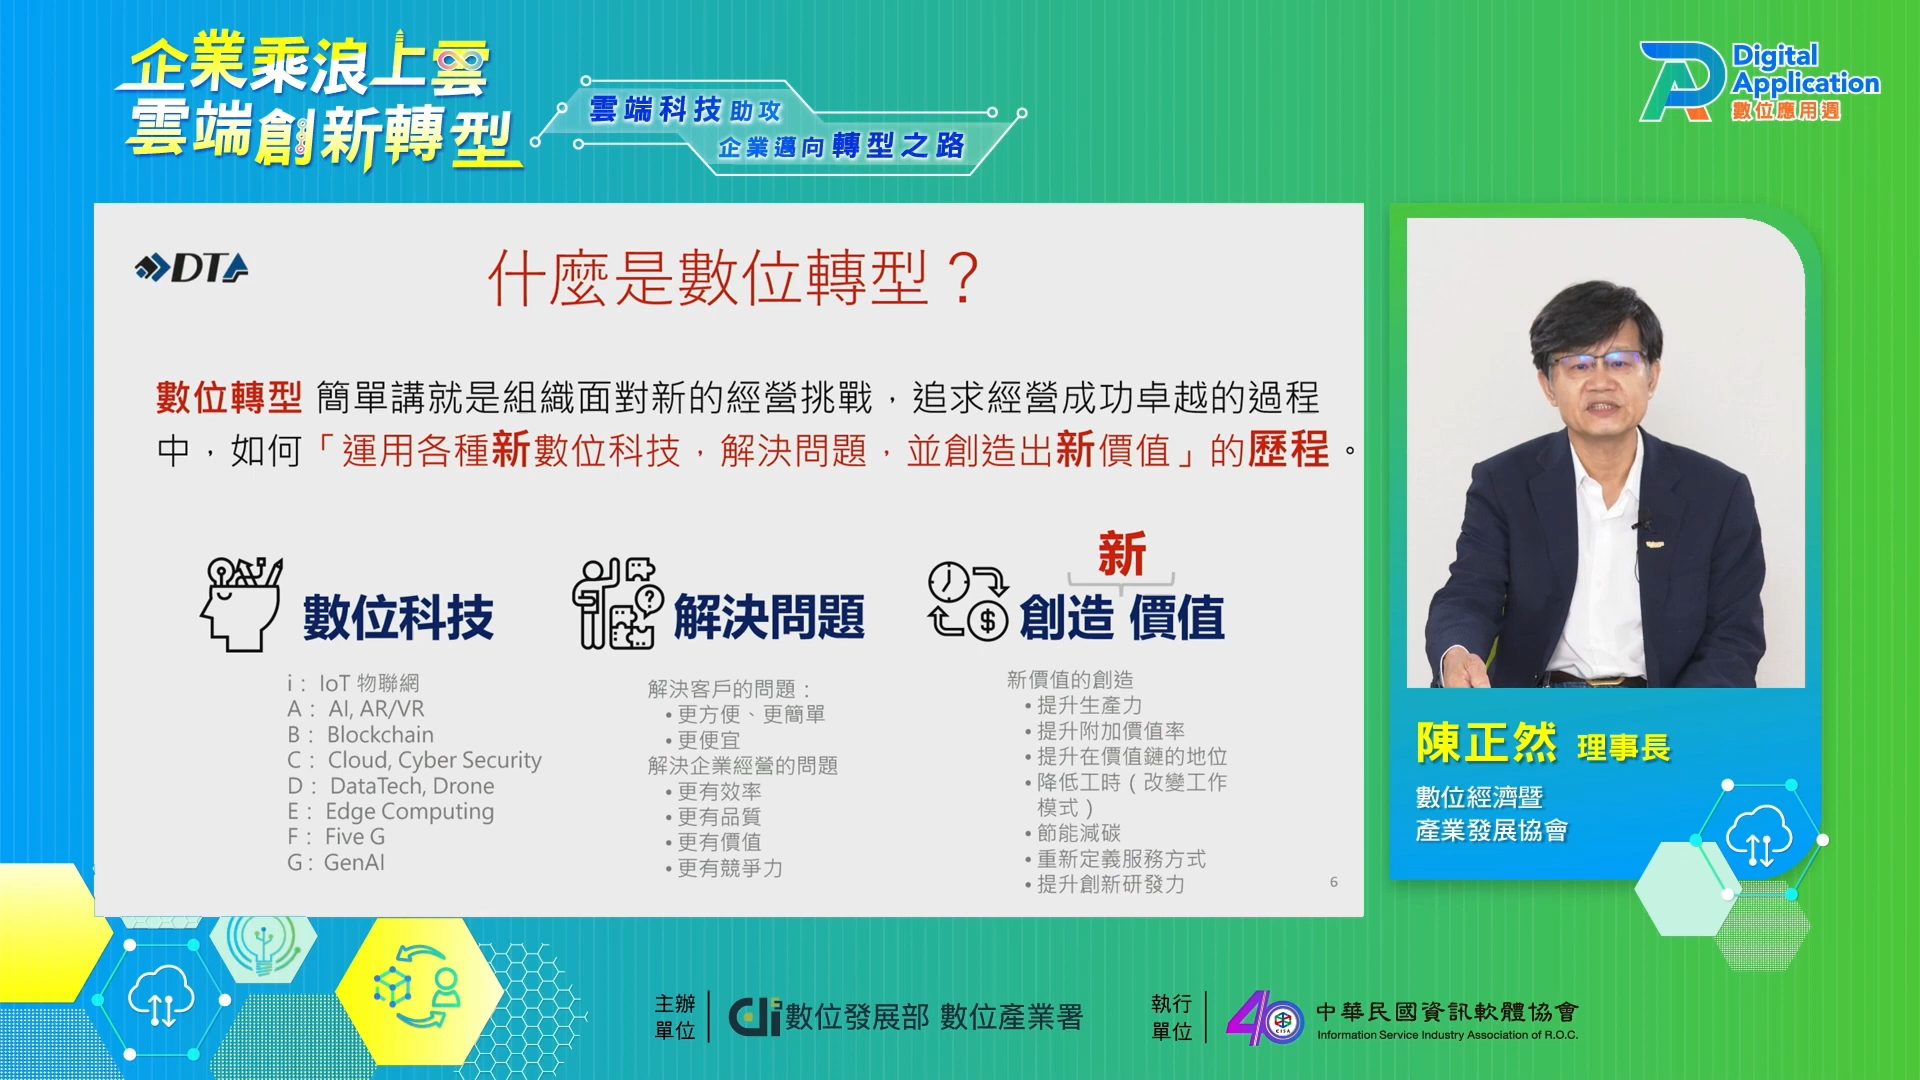 企業乘浪上雲
雲端創新轉型
雲端科技助攻
企業邁向轉型之路
Digital
Application
數位應用週
DTA
什麼是數位轉型？
數位轉型 簡單講就是組織面對新的經營挑戰，追求經營成功卓越的過程
中，如何「運用各種新數位科技，解決問題，並創造出新價值」的歷程。
數位科技
i： IoT 物聯網
A： AI, AR/VR
B： Blockchain
C： Cloud, Cyber Security
D： DataTech, Drone
E： Edge Computing
F： Five G
G： GenAI
解決問題
解決客戶的問題：
•更方便、更簡單
•更便宜
解決企業經營的問題
•更有效率
•更有品質
•更有價值
•更有競爭力
新
創造 價值
新價值的創造
•提升生產力
•提升附加價值率
•提升在價值鏈的地位
•降低工時（改變工作
模式）
•節能減碳
•重新定義服務方式
•提升創新研發力
6
陳正然 理事長
數位經濟暨
產業發展協會
主辦
單位
數位發展部 數位產業署
執行
單位
40
CISA
中華民國資訊軟體協會
Information Service Industry Association of R.O.C.